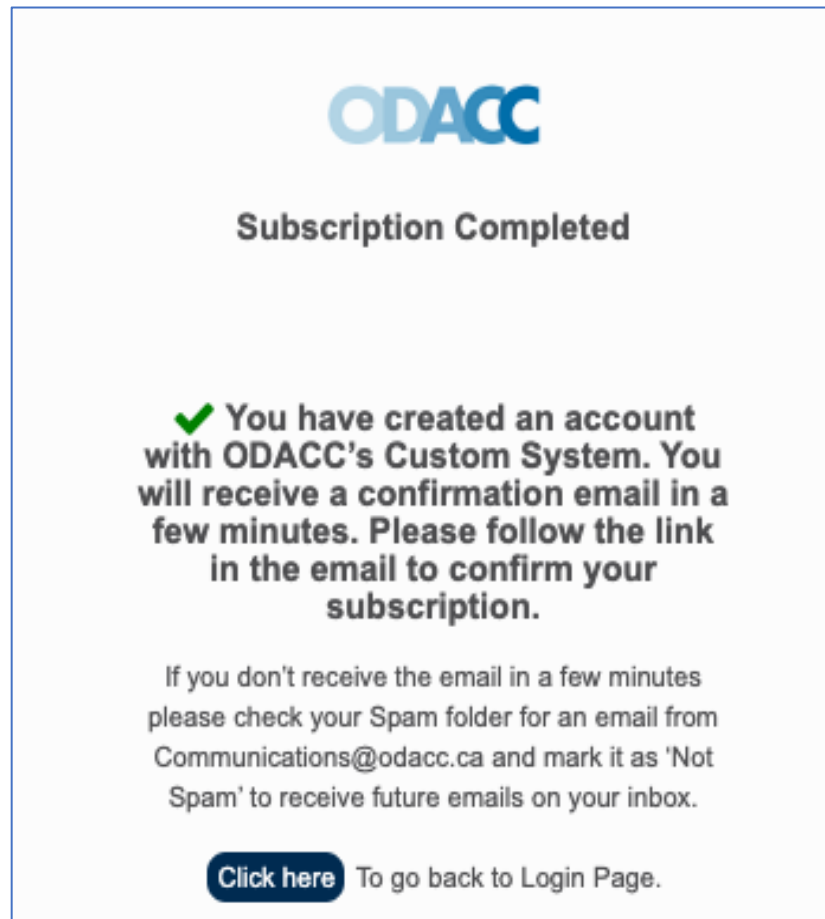 ODACC
Subscription Completed
You have created an account
with ODACC’s Custom System. You
will receive a confirmation email in a
few minutes. Please follow the link
in the email to confirm your
subscription.
If you don't receive the email in a few minutes
please check your Spam folder for an email from
Communications@odacc.ca and mark it as 'Not
Spam’ to receive future emails on your inbox.
Click here To go back to Login Page.